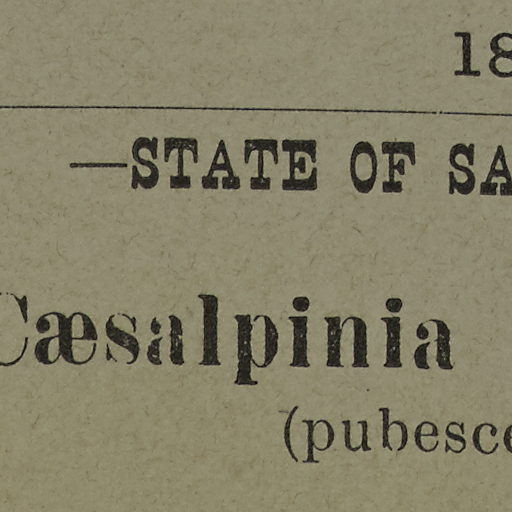 18
—STATE OF SA
Cæsalpinia
(pubesce